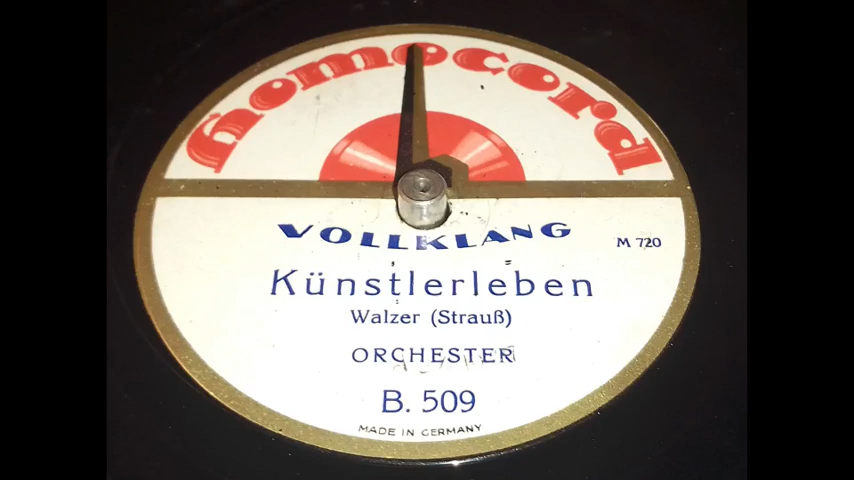 Homocord
VOLLKLANG
M 720
Künstlerleben
Walzer (Strauß)
ORCHESTER
B. 509
MADE IN GERMANY